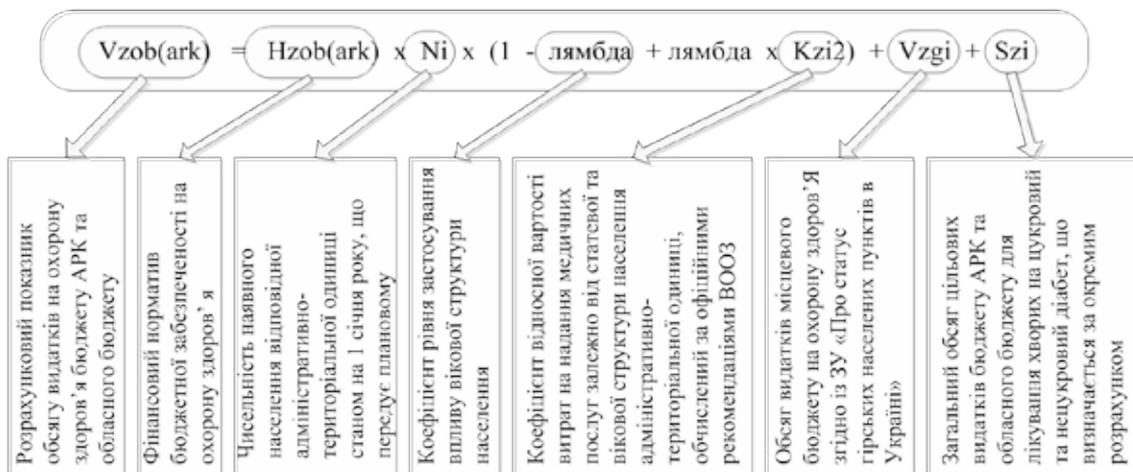 Vzob(ark) = Hzob(ark) x Ni x (1 - лямбда + лямбда x Kzi2) + Vzgi + Szi
Розрахунковий показник
обсягу видатків на охорону
здоров'я бюджету АРК та
обласного бюджету
Фінансовий норматив
бюджетної забезпеченості на
охорону здоров' я
Чисельність наявного
населення відповідної
адміністративно-
територіальної одиниці
станом на 1 січня року, що
передує плановому
Коефіцієнт рівня застосування
впливу вікової структури
населення
Коефіцієнт відносної вартості
витрат на надання медичних
послуг залежно від статевої та
вікової структури населення
адміністративно-
територіальної одиниці,
обчислений за офіційними
рекомендаціями ВООЗ
Обсяг видатків місцевого
бюджету на охорону здоров'Я
згідно із ЗУ «Про статус
гірських населених пунктів в
Україні»
Загальний обсяг цільових
видатків бюджету АРК та
обласного бюджету для
лікування хворих на цукровий
та нецукровий діабет, що
визначається за окремим
розрахунком